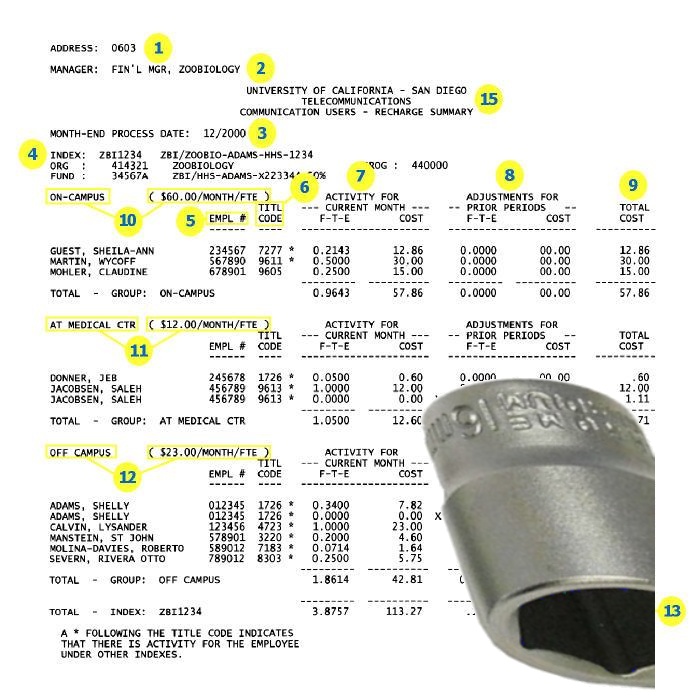 ADDRESS: 0603 1
MANAGER: FIN'L MGR, ZOOBIOLOGY 2
UNIVERSITY OF CALIFORNIA - SAN DIEGO
TELECOMMUNICATIONS 15
COMMUNICATION USERS - RECHARGE SUMMARY
MONTH-END PROCESS DATE: 12/2000 3
4 INDEX: ZBI1234 ZBI/ZOOBIO-ADAMS-HHS-1234
ORG : 414321 ZOOBIOLOGY : 440000
FUND : 34567A ZBI/HHS-ADAMS-X22334 50%
6 7 8 9
ON-CAMPUS ( $60.00/MONTH/FTE ) ACTIVITY FOR ADJUSTMENTS FOR
TITL --- CURRENT MONTH --- -- PRIOR PERIODS -- TOTAL
10 5 EMPL # CODE F-T-E COST F-T-E COST COST
GUEST, SHEILA-ANN 234567 7277 * 0.2143 12.86 0.0000 00.00 12.86
MARTIN, WYCOFF 567890 9611 * 0.5000 30.00 0.0000 00.00 30.00
MOHLER, CLAUDINE 678901 9605 0.2500 15.00 0.0000 00.00 15.00
TOTAL - GROUP: ON-CAMPUS 0.9643 57.86 0.0000 00.00 57.86
AT MEDICAL CTR ( $12.00/MONTH/FTE ) ACTIVITY FOR ADJUSTMENTS FOR
TITL --- CURRENT MONTH --- -- PRIOR PERIODS -- TOTAL
11 EMPL # CODE F-T-E COST F-T-E COST COST
DONNER, JEB 245678 1726 * 0.0500 0.60 0.0000 00.00 .60
JACOBSEN, SALEH 456789 9613 * 1.0000 12.00 12.00
JACOBSEN, SALEH 456789 9613 * 0.0000 0.00 1.11
TOTAL - GROUP: AT MEDICAL CTR 1.0500 12.60 71
OFF CAMPUS ( $23.00/MONTH/FTE ) ACTIVITY FOR
TITL --- CURRENT MONTH ---
12 EMPL # CODE F-T-E COST
ADAMS, SHELLY 012345 1726 * 0.3400 7.82
ADAMS, SHELLY 012345 1726 * 0.0000 0.00 X
CALVIN, LYSANDER 123456 4723 * 1.0000 23.00
MANSTEIN, ST JOHN 578901 3220 * 0.2000 4.60
MOLINA-DAVIES, ROBERTO 589012 7183 * 0.0714 1.64
SEVERN, RIVERA OTTO 789012 8303 * 0.2500 5.75
TOTAL - GROUP: OFF CAMPUS 1.8614 42.81
TOTAL - INDEX: ZBI1234 3.8757 113.27 13
A * FOLLOWING THE TITLE CODE INDICATES
THAT THERE IS ACTIVITY FOR THE EMPLOYEE
UNDER OTHER INDEXES.